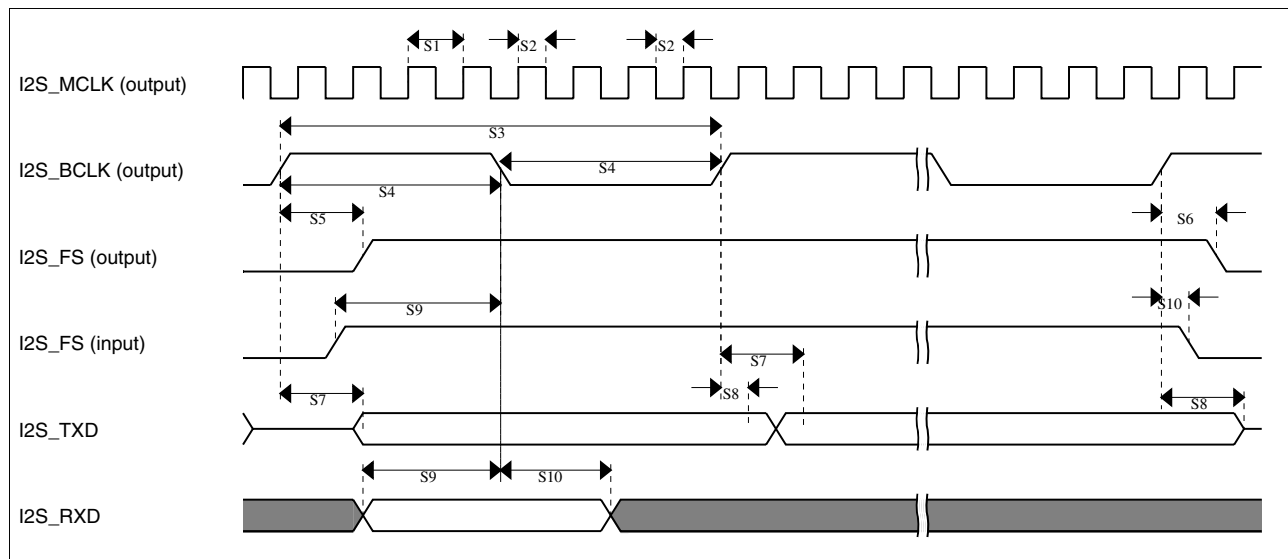 S1
S2
S2
I2S_MCLK (output)
S3
I2S_BCLK (output)
S4
S4
S5
S6
I2S_FS (output)
S9
S10
I2S_FS (input)
S7
S7
S8
S8
I2S_TXD
S9
S10
I2S_RXD